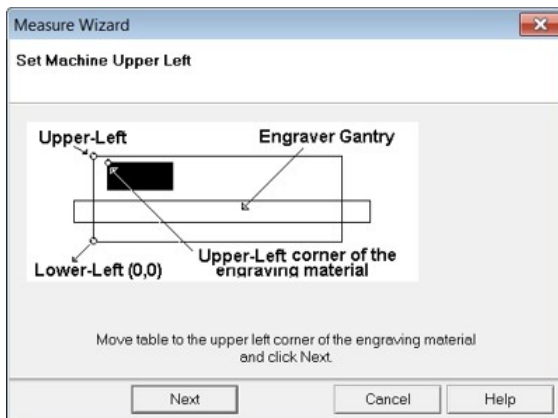 Measure Wizard
Set Machine Upper Left
Upper-Left
Engraver Gantry
Lower-Left (0,0)
Upper-Left corner of the
engraving material
Move table to the upper left corner of the engraving material
and click Next.
Next
Cancel
Help